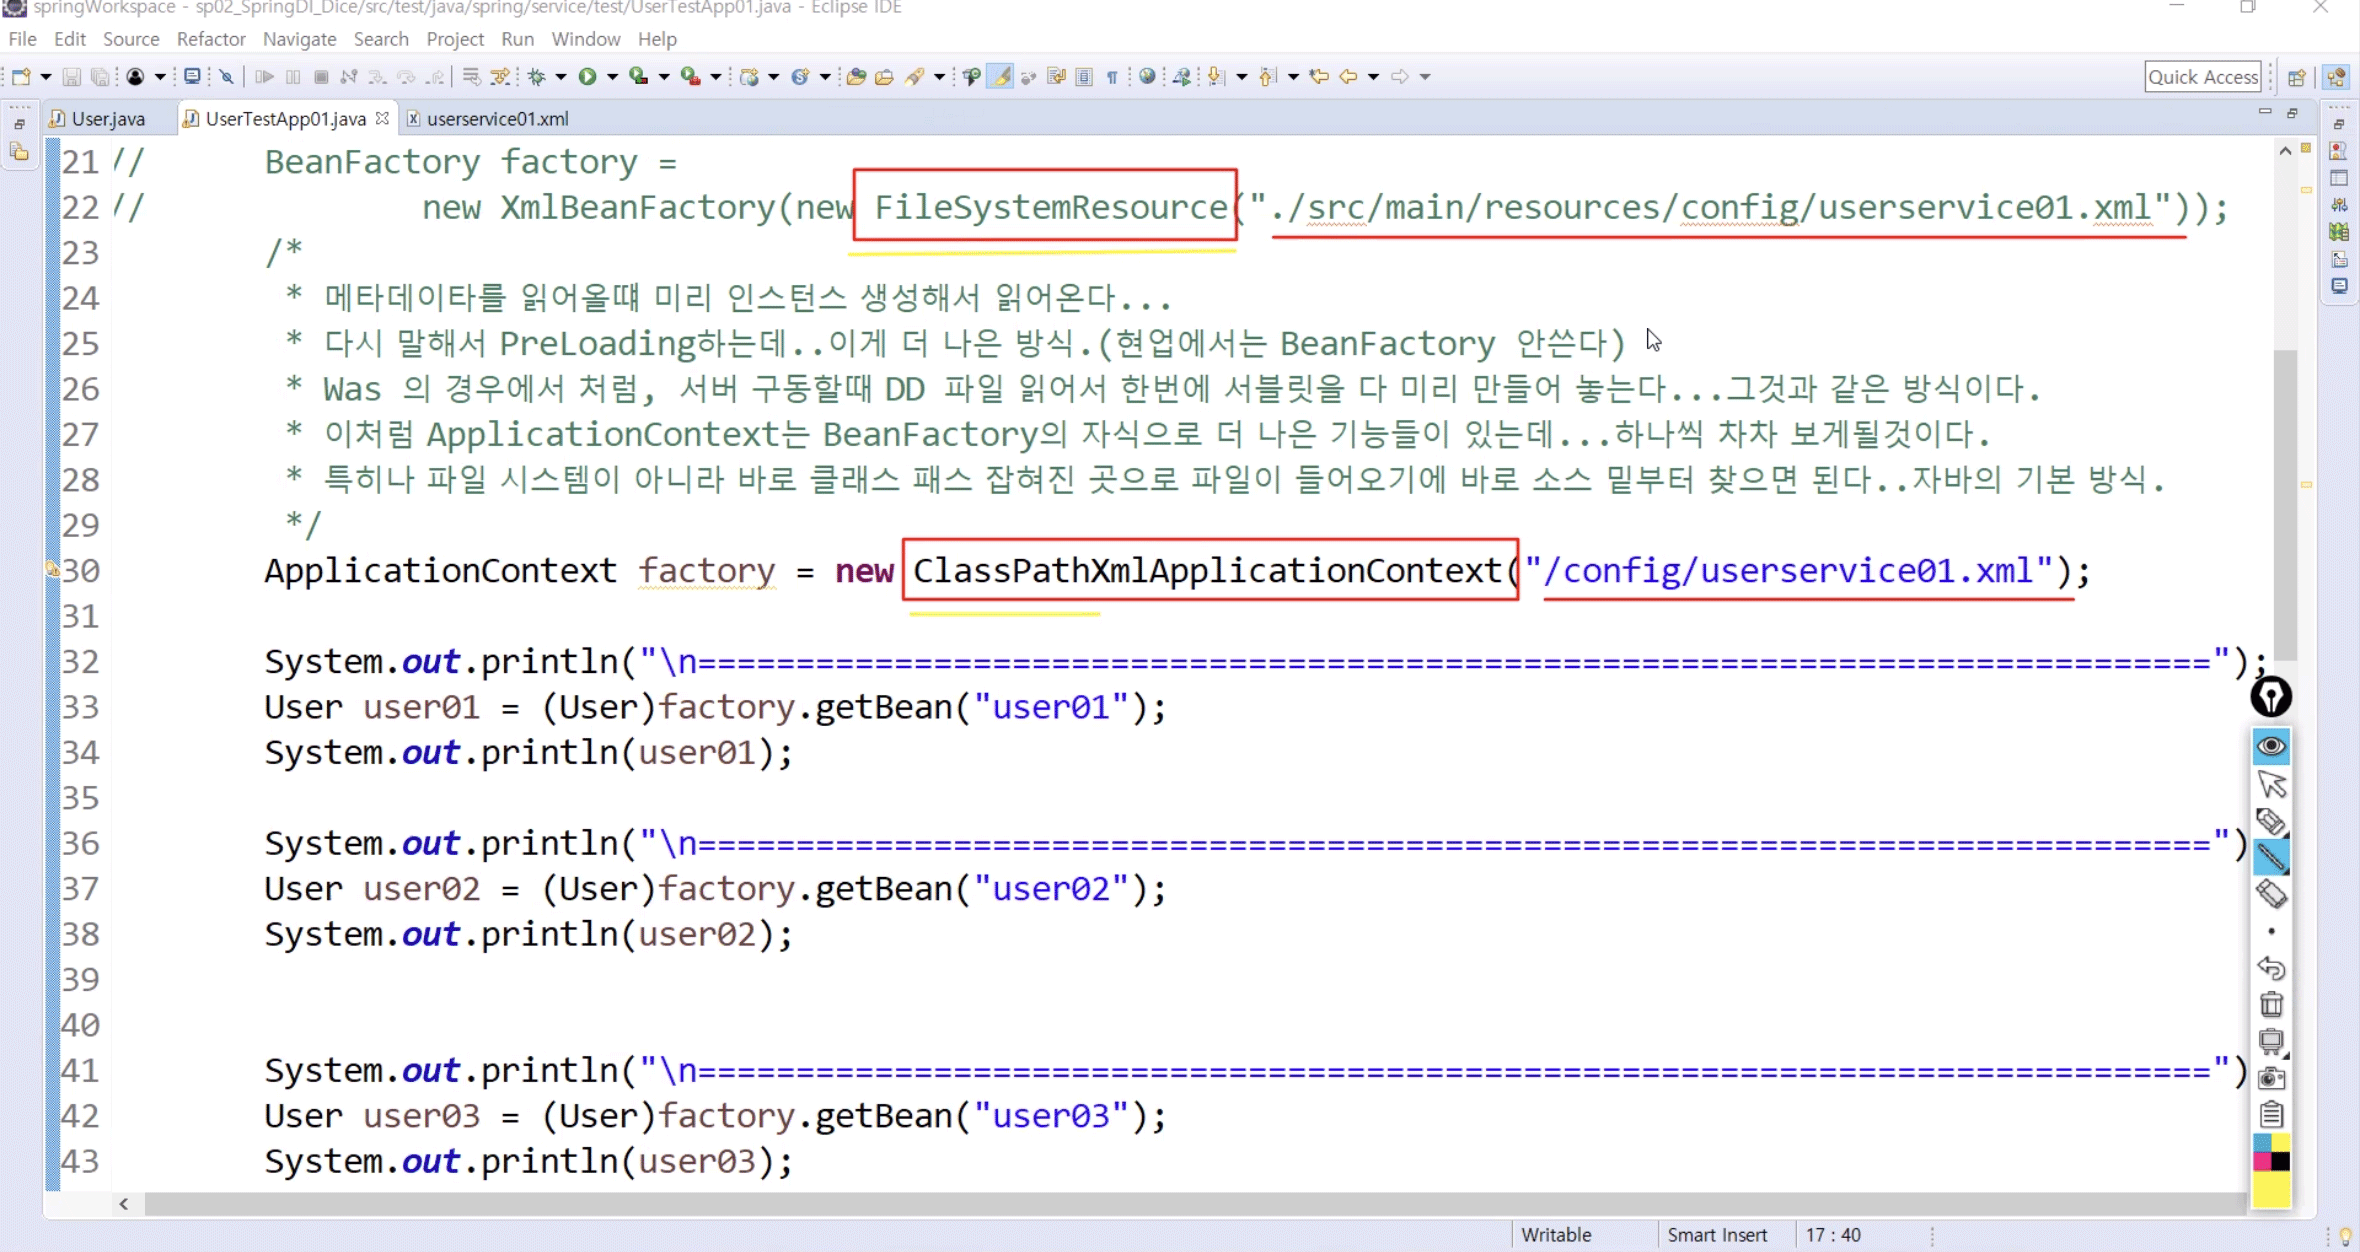 springWorkspace - sp02_SpringDI_Dice/src/test/java/spring/service/test/UserTestApp01.java - Eclipse IDE
File Edit Source Refactor Navigate Search Project Run Window Help
Quick Access
User.java UserTestApp01.java userservice01.xml
21 // BeanFactory factory =
22 // new XmlBeanFactory(new FileSystemResource("./src/main/resources/config/userservice01.xml"));
23 /*
24 * 메타데이타를 읽어올떄 미리 인스턴스 생성해서 읽어온다...
25 * 다시 말해서 PreLoading하는데..이게 더 나은 방식.(현업에서는 BeanFactory 안쓴다)
26 * Was 의 경우에서 처럼, 서버 구동할때 DD 파일 읽어서 한번에 서블릿을 다 미리 만들어 놓는다...그것과 같은 방식이다.
27 * 이처럼 ApplicationContext는 BeanFactory의 자식으로 더 나은 기능들이 있는데...하나씩 차차 보게될것이다.
28 * 특히나 파일 시스템이 아니라 바로 클래스 패스 잡혀진 곳으로 파일이 들어오기에 바로 소스 밑부터 찾으면 된다..자바의 기본 방식.
29 */
30 ApplicationContext factory = new ClassPathXmlApplicationContext("/config/userservice01.xml");
31
32 System.out.println("\n=============================================================================");
33 User user01 = (User)factory.getBean("user01");
34 System.out.println(user01);
35
36 System.out.println("\n=============================================================================")
37 User user02 = (User)factory.getBean("user02");
38 System.out.println(user02);
39
40
41 System.out.println("\n=============================================================================")
42 User user03 = (User)factory.getBean("user03");
43 System.out.println(user03);
Writable Smart Insert 17 : 40